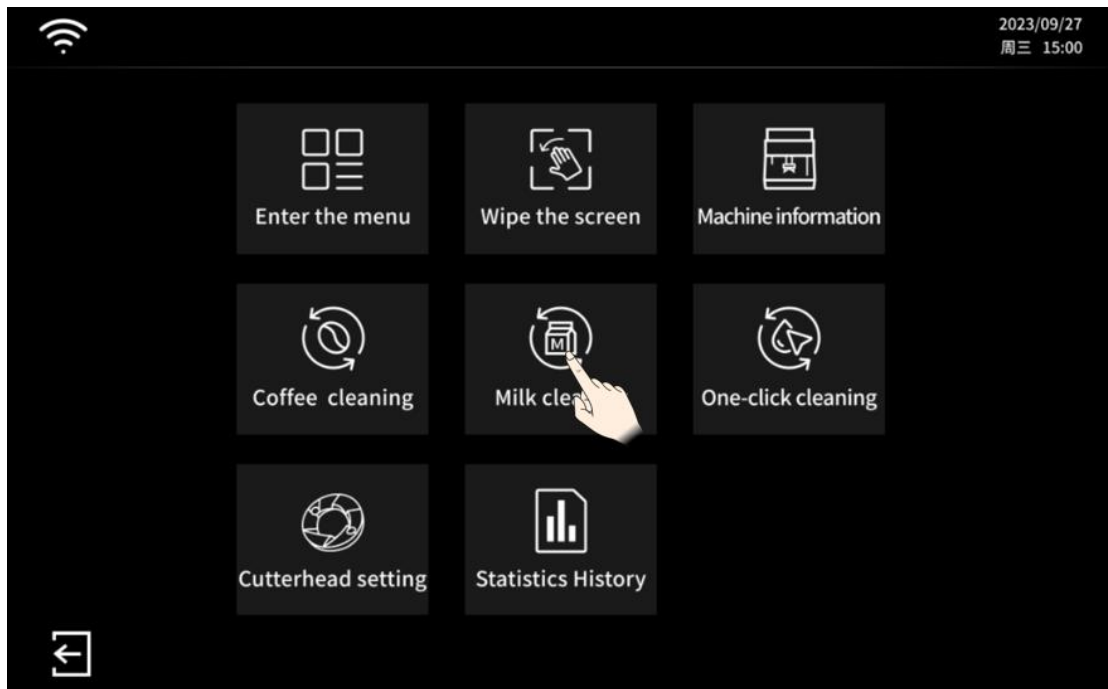 2023/09/27
周三 15:00
Enter the menu
Wipe the screen
Machine information
M
Coffee cleaning
Milk
One-click cleaning
Cutterhead setting
Statistics History